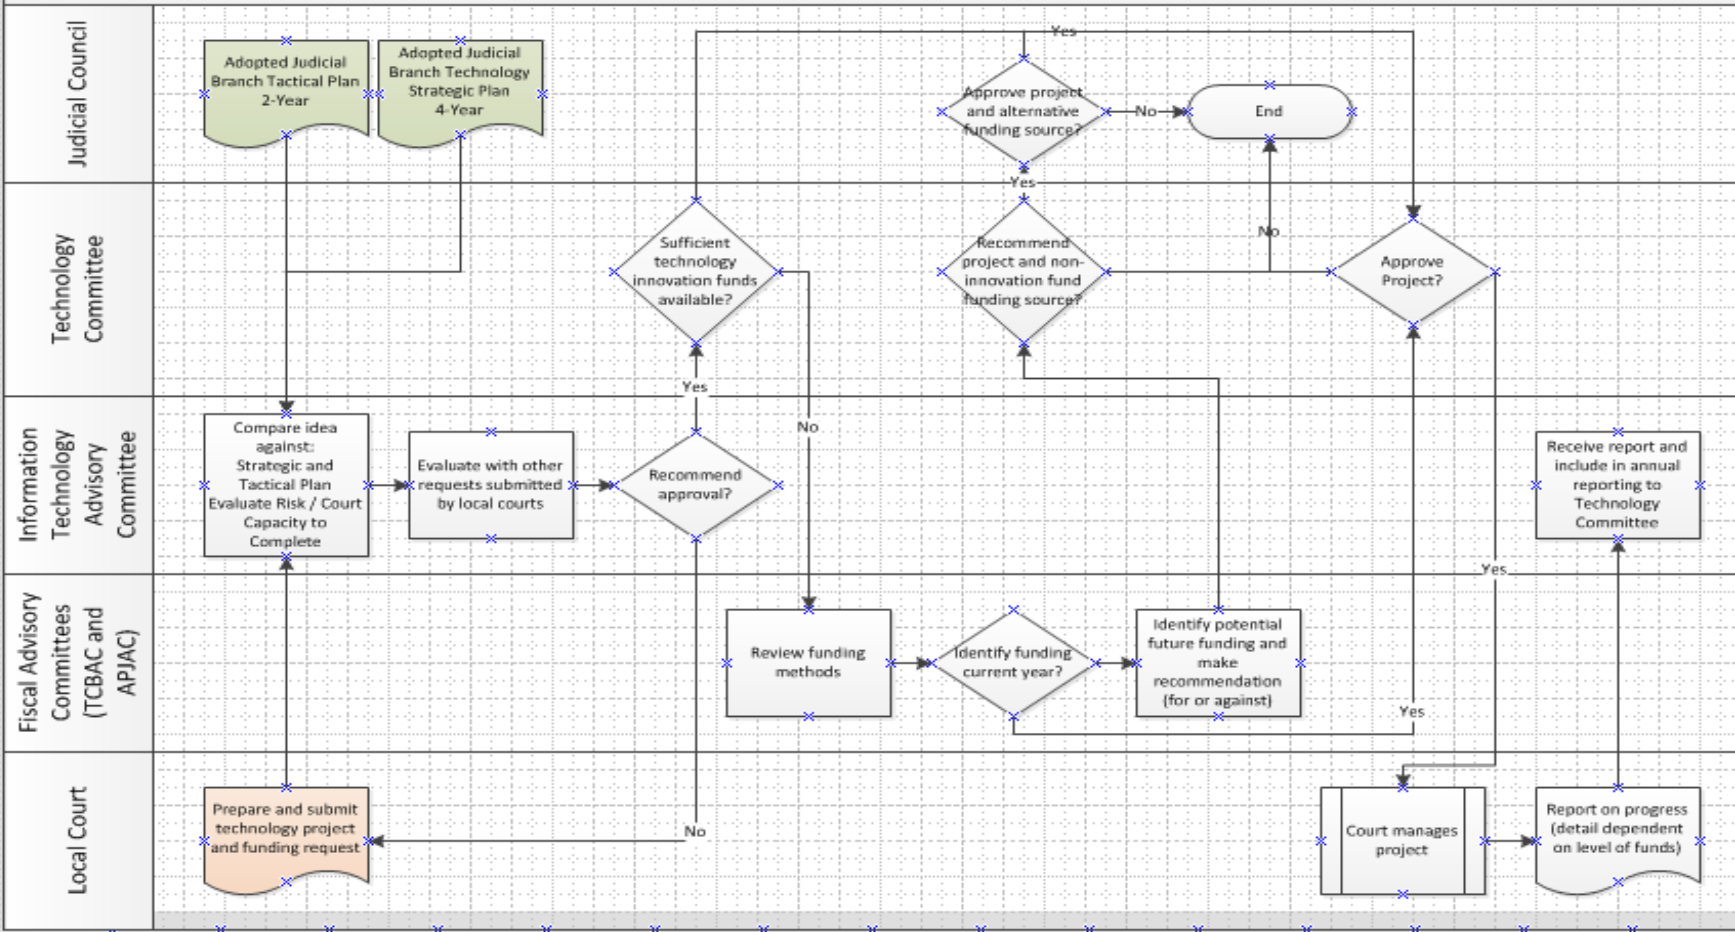 Judicial Council
Adopted Judicial
Branch Tactical Plan
2-Year
Adopted Judicial
Branch Technology
Strategic Plan
4-Year
Yes
Approve project
and alternative
funding source?
No
End
Yes
Technology
Committee
Sufficient
technology
innovation funds
available?
Recommend
project and non-
innovation fund
funding source?
No
Approve
Project?
Yes
No
Information
Technology
Advisory
Committee
Compare idea
against:
Strategic and
Tactical Plan
Evaluate Risk / Court
Capacity to
Complete
Evaluate with other
requests submitted
by local courts
Recommend
approval?
Receive report and
include in annual
reporting to
Technology
Committee
Yes
Fiscal Advisory
Committees
(TCBAC and
APJAC)
Review funding
methods
Identify funding
current year?
Identify potential
future funding and
make
recommendation
(for or against)
Yes
Local Court
Prepare and submit
technology project
and funding request
No
Court manages
project
Report on progress
(detail dependent
on level of funds)